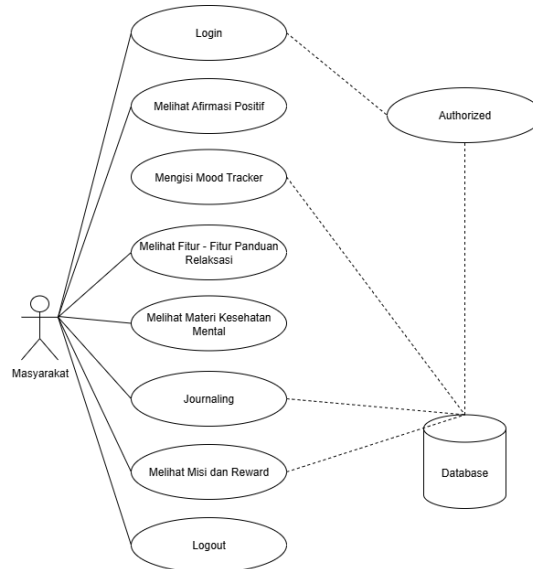 Login
Melihat Afirmasi Positif
Authorized
Mengisi Mood Tracker
Melihat Fitur - Fitur Panduan
Relaksasi
Melihat Materi Kesehatan
Mental
Masyarakat
Journaling
Melihat Misi dan Reward
Database
Logout